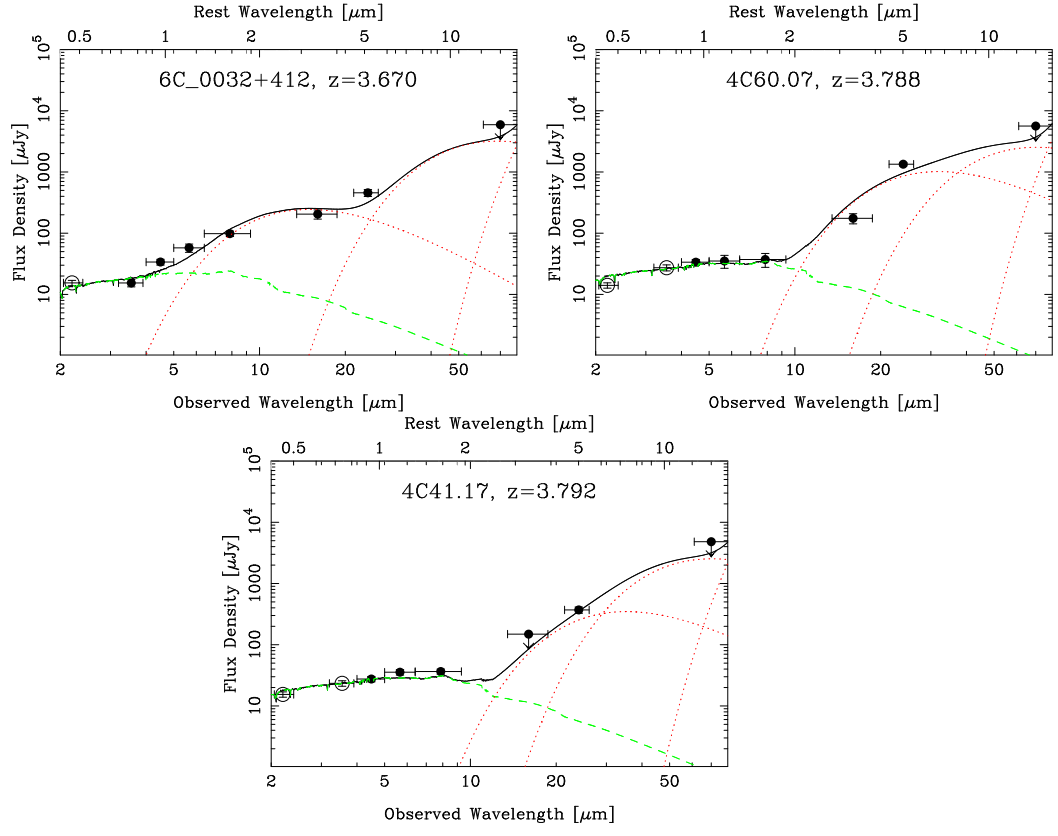 Rest Wavelength [μm]
0.5 1 2 5 10
6C_0032+412, z=3.670
Flux Density [μJy]
10⁵
10⁴
1000
100
10
2 5 10 20 50
Observed Wavelength [μm]
Rest Wavelength [μm]
0.5 1 2 5 10
4C60.07, z=3.788
Flux Density [μJy]
10⁵
10⁴
1000
100
10
2 5 10 20 50
Observed Wavelength [μm]
Rest Wavelength [μm]
0.5 1 2 5 10
4C41.17, z=3.792
Flux Density [μJy]
10⁵
10⁴
1000
100
10
2 5 10 20 50
Observed Wavelength [μm]